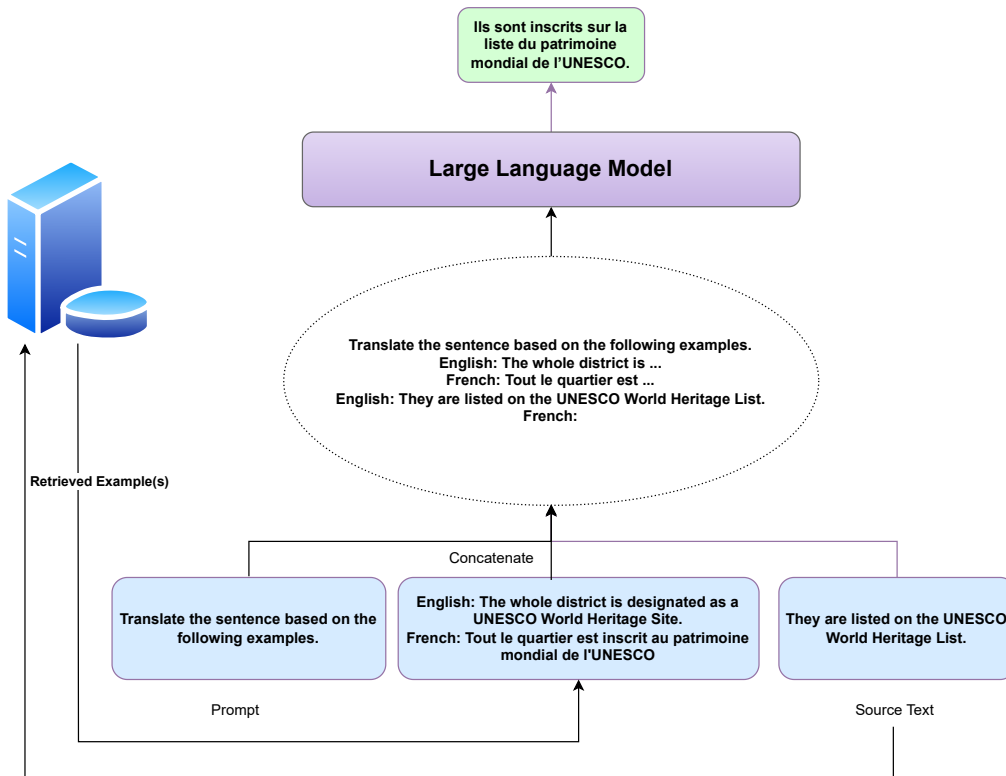 Ils sont inscrits sur la
liste du patrimoine
mondial de l'UNESCO.
Large Language Model
Translate the sentence based on the following examples.
English: The whole district is ...
French: Tout le quartier est ...
English: They are listed on the UNESCO World Heritage List.
French:
Retrieved Example(s)
Concatenate
Translate the sentence based on the
following examples.
English: The whole district is designated as a
UNESCO World Heritage Site.
French: Tout le quartier est inscrit au patrimoine
mondial de l'UNESCO
They are listed on the UNESCO
World Heritage List.
Prompt
Source Text